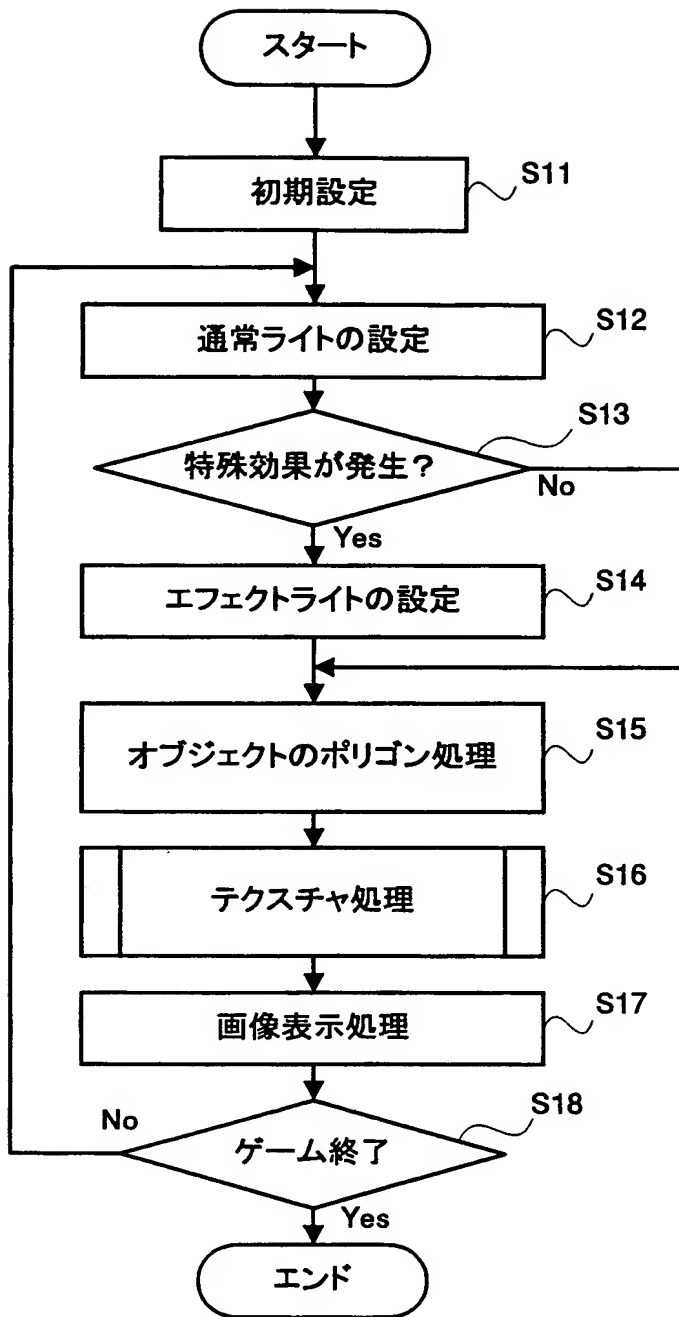 スタート
初期設定
S11
通常ライトの設定
S12
特殊効果が発生?
S13
No
Yes
エフェクトライトの設定
S14
オブジェクトのポリゴン処理
S15
テクスチャ処理
S16
画像表示処理
S17
ゲーム終了
S18
No
Yes
エンド